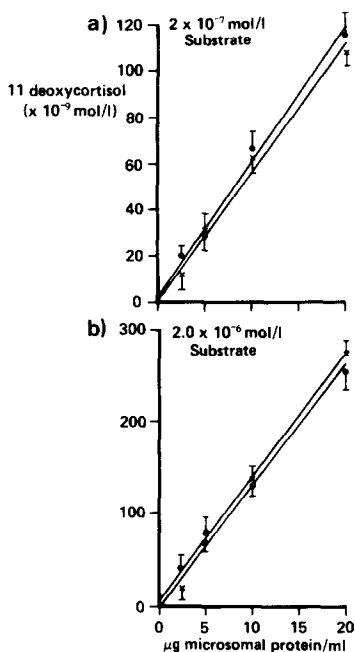 a) 2 x 10⁻⁷ mol/l
Substrate
11 deoxycortisol
(x 10⁻⁹ mol/l)
120
100
80
60
40
20
0
b) 2.0 x 10⁻⁶ mol/l
Substrate
300
200
100
0
0 5 10 15 20
μg microsomal protein/ml